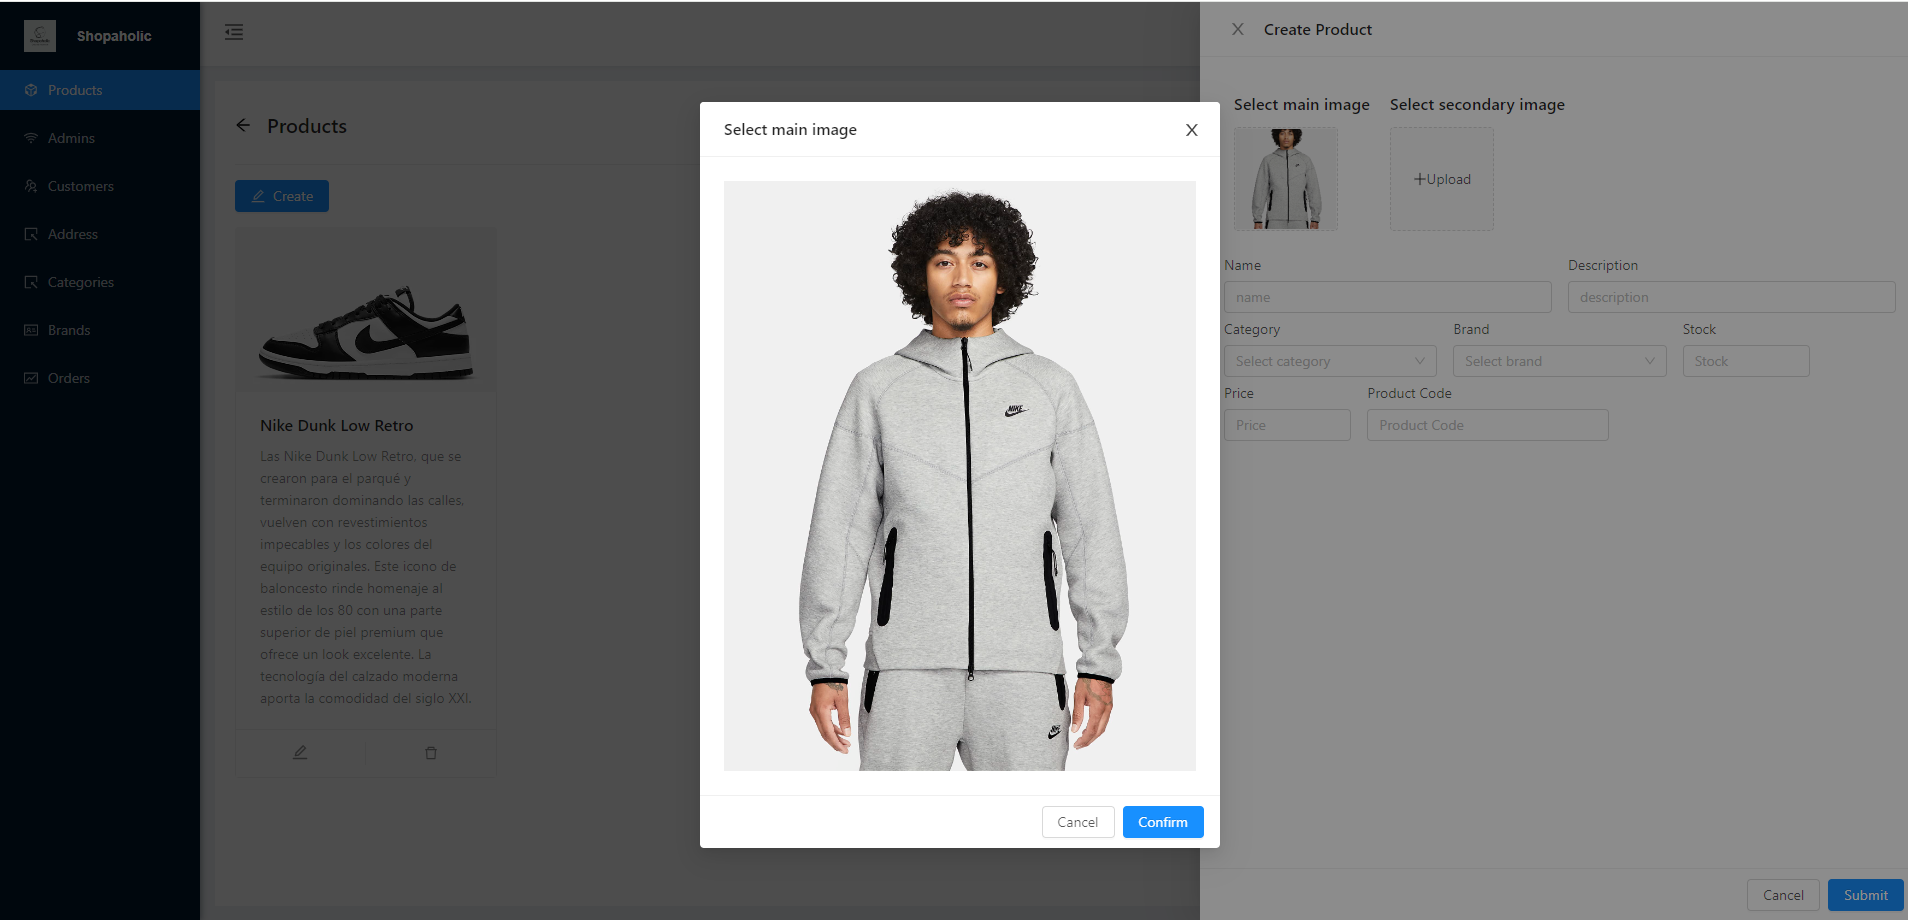 Shopaholic
Products
Admins
Customers
Address
Categories
Brands
Orders
Products
Create
Nike Dunk Low Retro
Las Nike Dunk Low Retro, que se
crearon para el parqué y
terminaron dominando las calles,
vuelven con revestimientos
impecables y los colores del
equipo originales. Este icono de
baloncesto rinde homenaje al
estilo de los 80 con una parte
superior de piel premium que
ofrece un look excelente. La
tecnología del calzado moderna
aporta la comodidad del siglo XXI.
Select main image
NIKE
Cancel
Confirm
Create Product
Select main image
Select secondary image
+Upload
Name
Description
name
description
Category
Brand
Stock
Select category
Select brand
Stock
Price
Product Code
Price
Product Code
Cancel
Submit